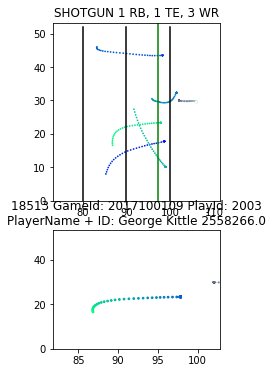 SHOTGUN 1 RB, 1 TE, 3 WR
50
40
30
20
10
0
80 90 100 110
18513 GameId: 2017100109 PlayId: 2003
PlayerName + ID: George Kittle 2558266.0
40
20
0
85 90 95 100